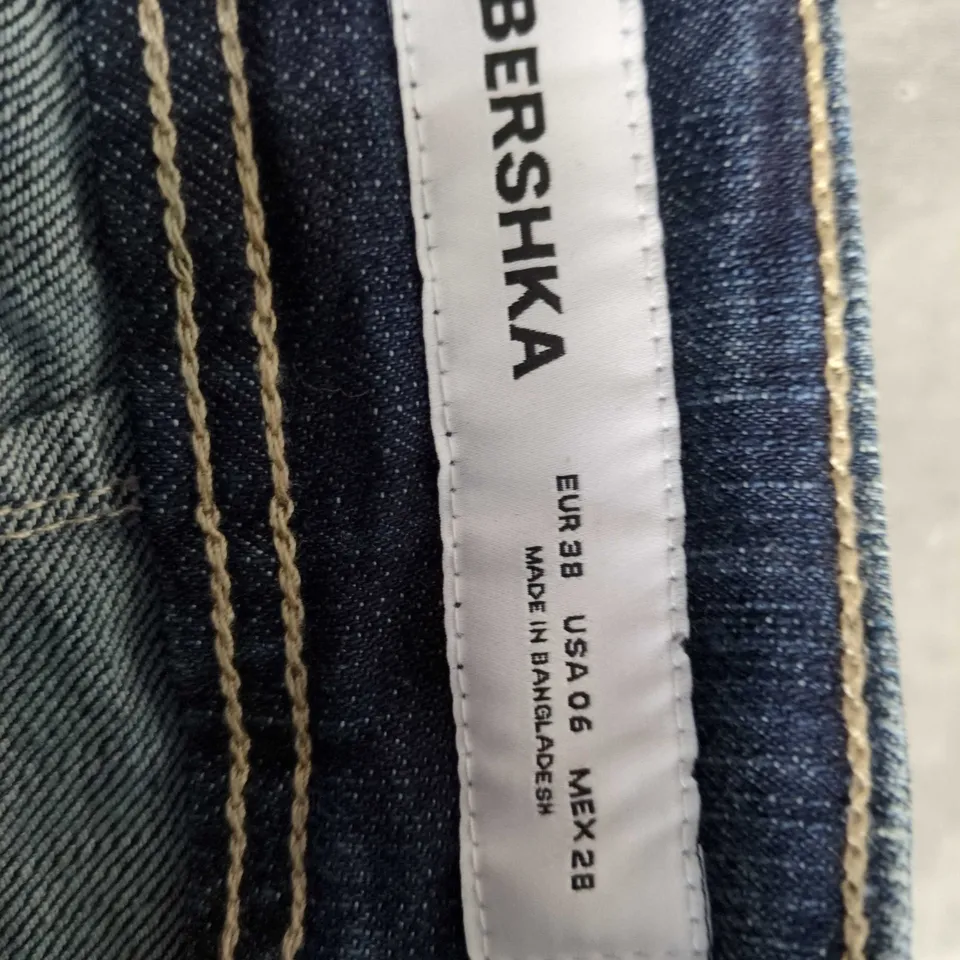 BERSHKA
EUR 38 USA 06 MEX 28
MADE IN BANGLADESH